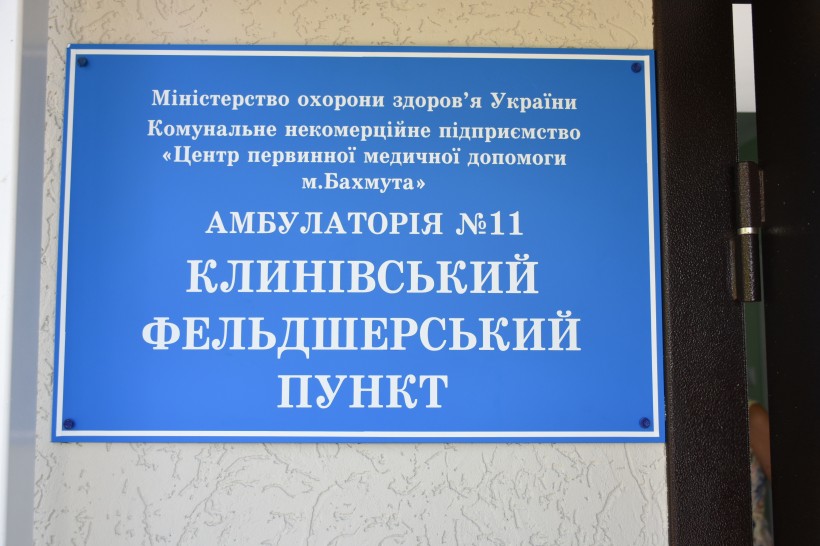 Міністерство охорони здоров’я України
Комунальне некомерційне підприємство
«Центр первинної медичної допомоги
м.Бахмута»
АМБУЛАТОРІЯ №11
КЛИНІВСЬКИЙ
ФЕЛЬДШЕРСЬКИЙ
ПУНКТ